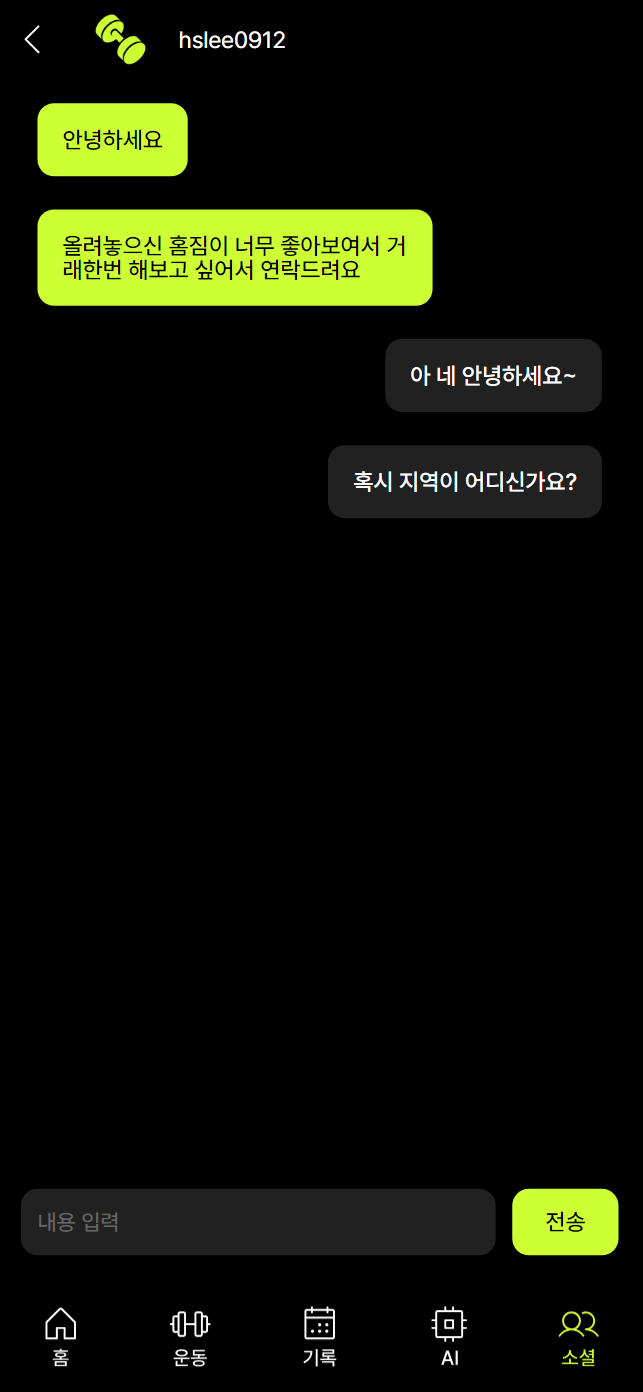 hslee0912
안녕하세요
올려놓으신 홈짐이 너무 좋아보여서 거
래한번 해보고 싶어서 연락드려요
아 네 안녕하세요~
혹시 지역이 어디신가요?
내용 입력
전송
홈
운동
기록
AI
소셜